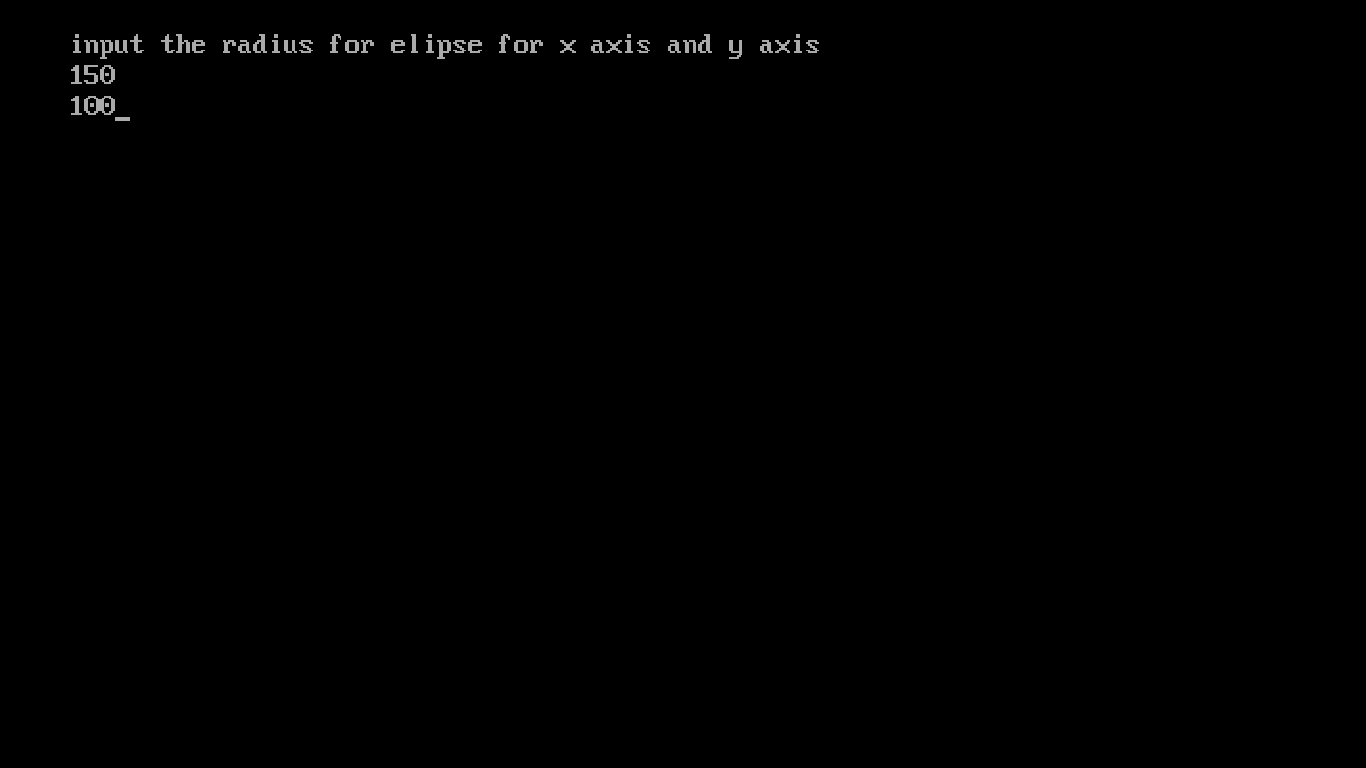 input the radius for elipse for x axis and y axis
150
100_